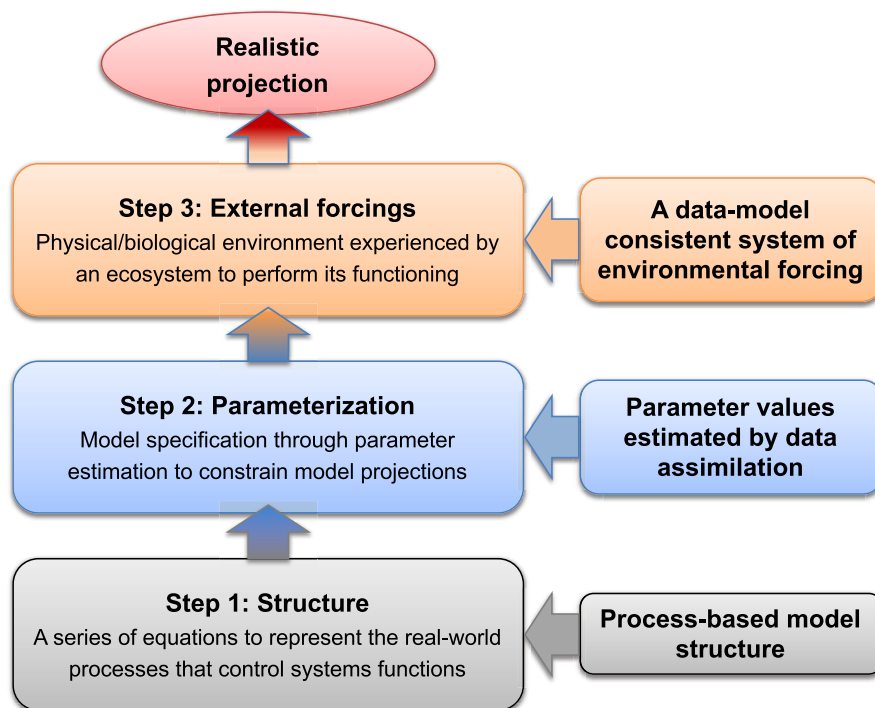 Realistic
projection
Step 3: External forcings
Physical/biological environment experienced by
an ecosystem to perform its functioning
A data-model
consistent system of
environmental forcing
Step 2: Parameterization
Model specification through parameter
estimation to constrain model projections
Parameter values
estimated by data
assimilation
Step 1: Structure
A series of equations to represent the real-world
processes that control systems functions
Process-based model
structure